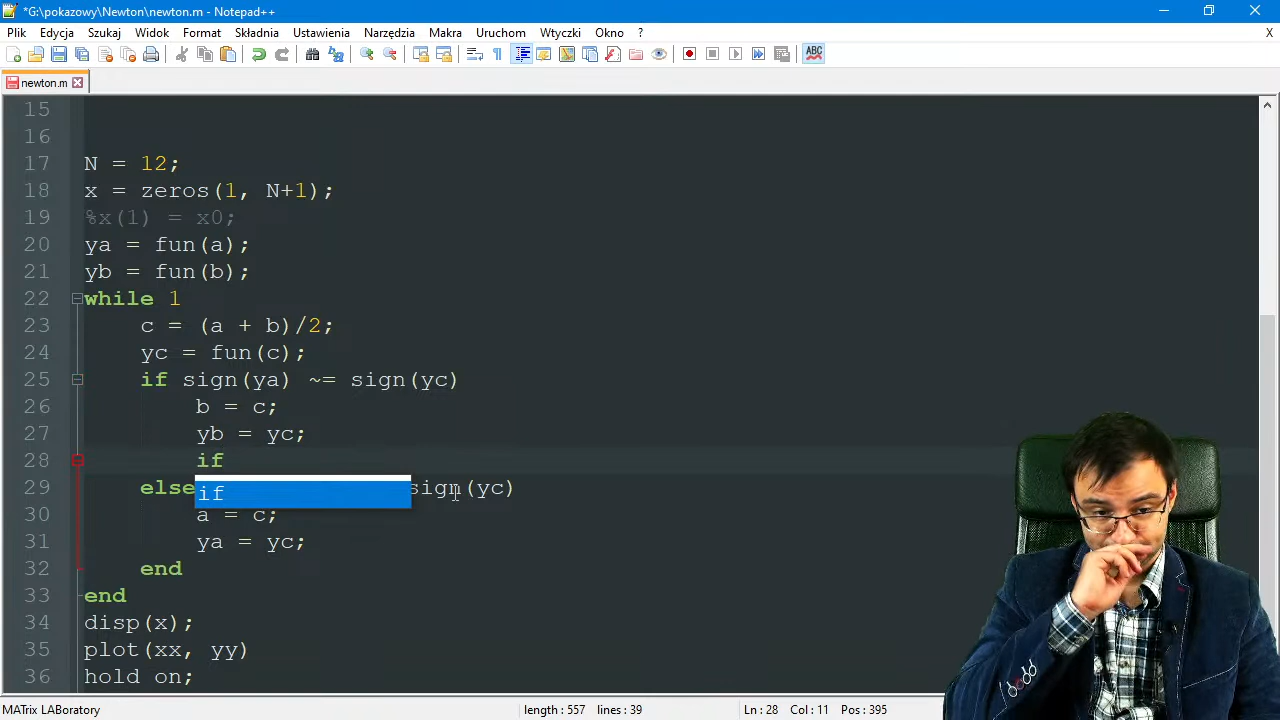 *G:\pokazowy\Newton\newton.m - Notepad++
Plik Edycja Szukaj Widok Format Składnia Ustawienia Narzędzia Makra Uruchom Wtyczki Okno ? X
ABC
newton.m
15
16
17 N = 12;
18 x = zeros(1, N+1);
19 %x(1) = x0;
20 ya = fun(a);
21 yb = fun(b);
22 while 1
23 c = (a + b)/2;
24 yc = fun(c);
25 if sign(ya) ~= sign(yc)
26 b = c;
27 yb = yc;
28 if
29 else sign(yc)
if
30 a = c;
31 ya = yc;
32 end
33 end
34 disp(x);
35 plot(xx, yy)
36 hold on;
MATrix LABoratory length : 557 lines : 39 Ln : 28 Col : 11 Pos : 395